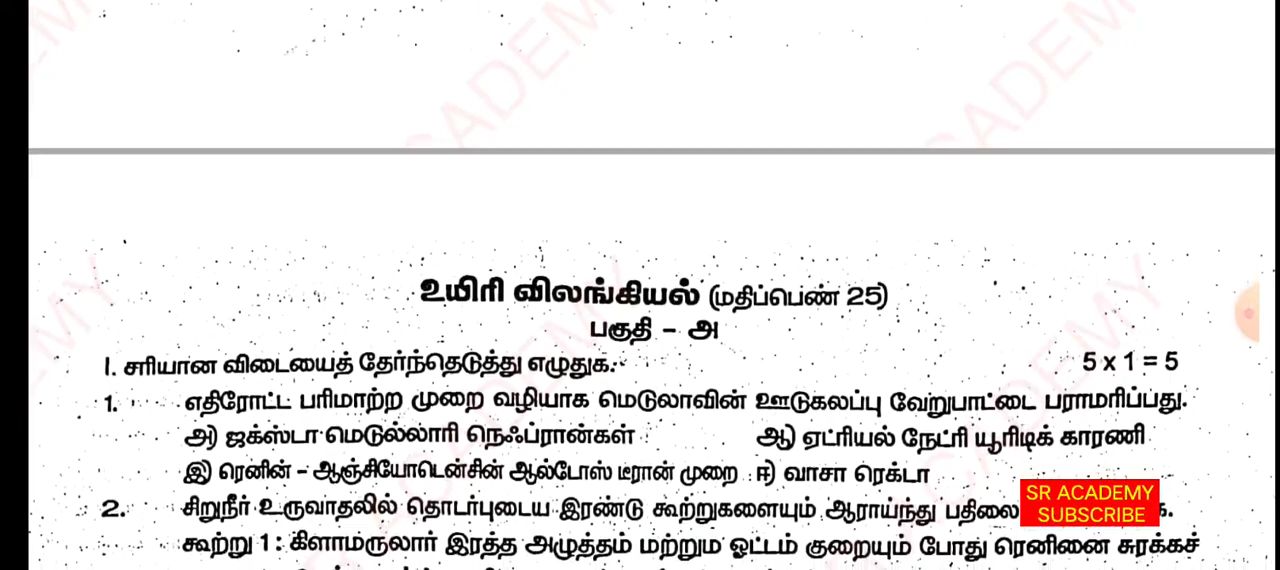 உயிரி விலங்கியல் (மதிப்பெண் 25)
பகுதி – அ
I. சரியான விடையைத் தேர்ந்தெடுத்து எழுதுக. 5 x 1 = 5
1. எதிரோட்ட பரிமாற்ற முறை வழியாக மெடுலாவின் ஊடுகலப்பு வேறுபாட்டை பராமரிப்பது.
அ) ஜக்ஸ்டா மெடுல்லாரி நெஃப்ரான்கள் ஆ) ஏட்ரியல் நேட்ரி யூரிடிக் காரணி
இ) ரெனின் – ஆஞ்சியோடென்சின் ஆல்டோஸ் டீரான் முறை ஈ) வாசா ரெக்டா
2. சிறுநீர் உருவாதலில் தொடர்புடைய இரண்டு கூற்றுகளையும் ஆராய்ந்து
SR ACADEMY
SUBSCRIBE
கூற்று 1 : கிளாமருலார் இரத்த அழுத்தம் மற்றும ஓட்டம் குறையும் போது ரெனினை சுரக்கச்